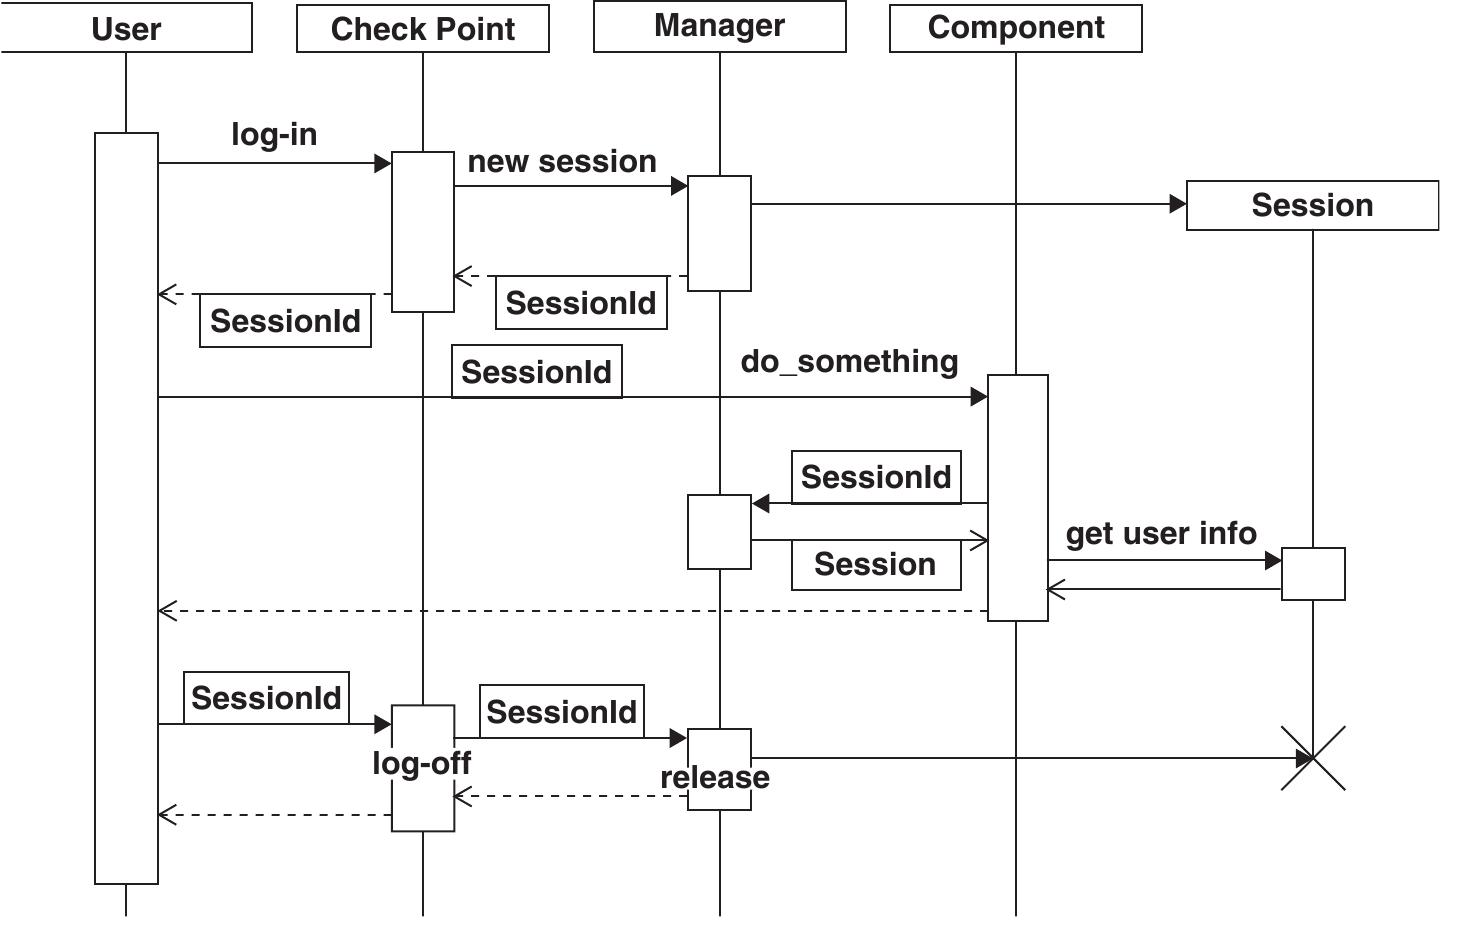 User
Check Point
Manager
Component
log-in
new session
Session
SessionId
SessionId
SessionId
do_something
SessionId
get user info
Session
SessionId
SessionId
log-off
release